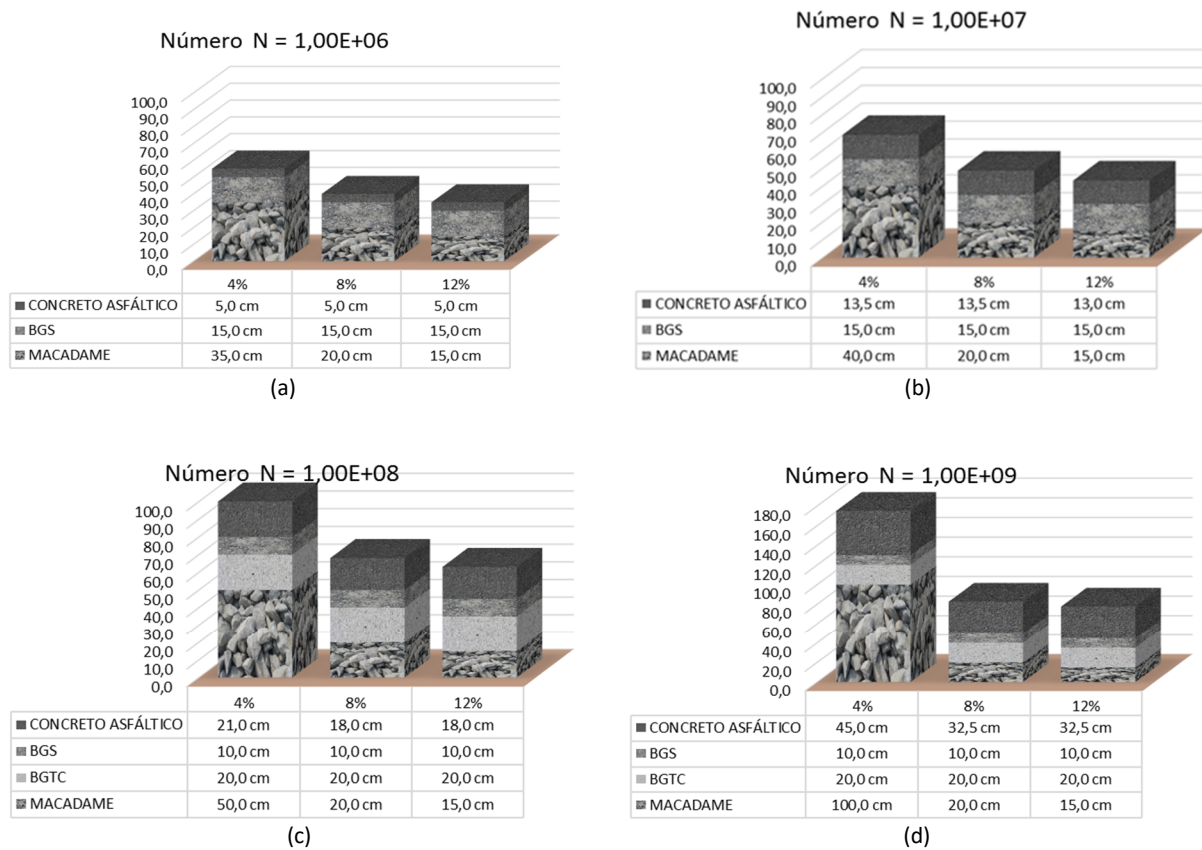 Número N = 1,00E+06
100,0
90,0
80,0
70,0
60,0
50,0
40,0
30,0
20,0
10,0
0,0
4% 8% 12%
CONCRETO ASFÁLTICO 5,0 cm 5,0 cm 5,0 cm
BGS 15,0 cm 15,0 cm 15,0 cm
MACADAME 35,0 cm 20,0 cm 15,0 cm
(a)
Número N = 1,00E+07
100,0
90,0
80,0
70,0
60,0
50,0
40,0
30,0
20,0
10,0
0,0
4% 8% 12%
CONCRETO ASFÁLTICO 13,5 cm 13,5 cm 13,0 cm
BGS 15,0 cm 15,0 cm 15,0 cm
MACADAME 40,0 cm 20,0 cm 15,0 cm
(b)
Número N = 1,00E+08
100,0
90,0
80,0
70,0
60,0
50,0
40,0
30,0
20,0
10,0
0,0
4% 8% 12%
CONCRETO ASFÁLTICO 21,0 cm 18,0 cm 18,0 cm
BGS 10,0 cm 10,0 cm 10,0 cm
BGTC 20,0 cm 20,0 cm 20,0 cm
MACADAME 50,0 cm 20,0 cm 15,0 cm
(c)
Número N = 1,00E+09
180,0
160,0
140,0
120,0
100,0
80,0
60,0
40,0
20,0
0,0
4% 8% 12%
CONCRETO ASFÁLTICO 45,0 cm 32,5 cm 32,5 cm
BGS 10,0 cm 10,0 cm 10,0 cm
BGTC 20,0 cm 20,0 cm 20,0 cm
MACADAME 100,0 cm 20,0 cm 15,0 cm
(d)